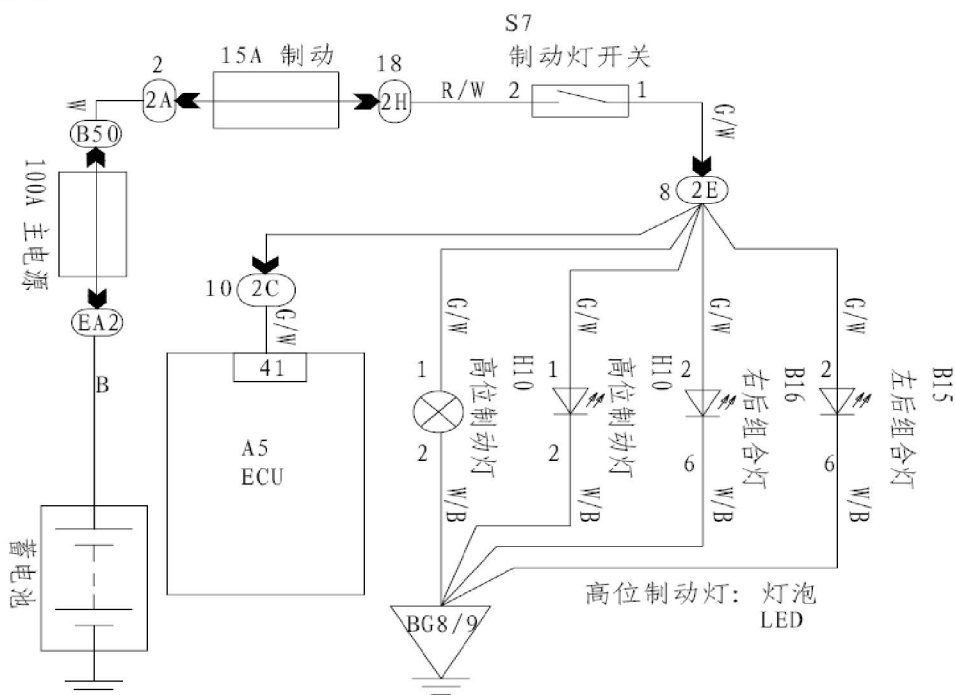 S7
制动灯开关
15A 制动
2
2A
18
2H
R/W
2
1
W
B50
100A 主电源
EA2
B
蓄电池
G/W
8
2E
10
2C
G/W
41
A5
ECU
G/W
1
2
H10
高位制动灯
W/B
G/W
1
2
H10
高位制动灯
W/B
G/W
2
6
B16
右后组合灯
W/B
G/W
2
6
B15
左后组合灯
W/B
BG8/9
高位制动灯: 灯泡
LED